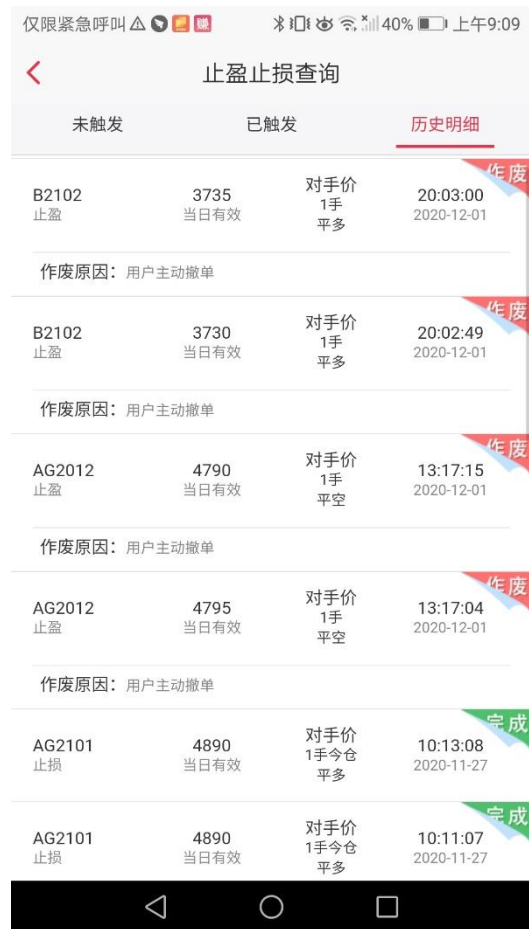 仅限紧急呼叫 40% 上午9:09
止盈止损查询
未触发 已触发 历史明细
作废
B2102 3735 对手价 20:03:00
止盈 当日有效 1手 2020-12-01
平多
作废原因：用户主动撤单
作废
B2102 3730 对手价 20:02:49
止盈 当日有效 1手 2020-12-01
平多
作废原因：用户主动撤单
作废
AG2012 4790 对手价 13:17:15
止盈 当日有效 1手 2020-12-01
平空
作废原因：用户主动撤单
作废
AG2012 4795 对手价 13:17:04
止盈 当日有效 1手 2020-12-01
平空
作废原因：用户主动撤单
完成
AG2101 4890 对手价 10:13:08
止损 当日有效 1手今仓 2020-11-27
平多
完成
AG2101 4890 对手价 10:11:07
止损 当日有效 1手今仓 2020-11-27
平多